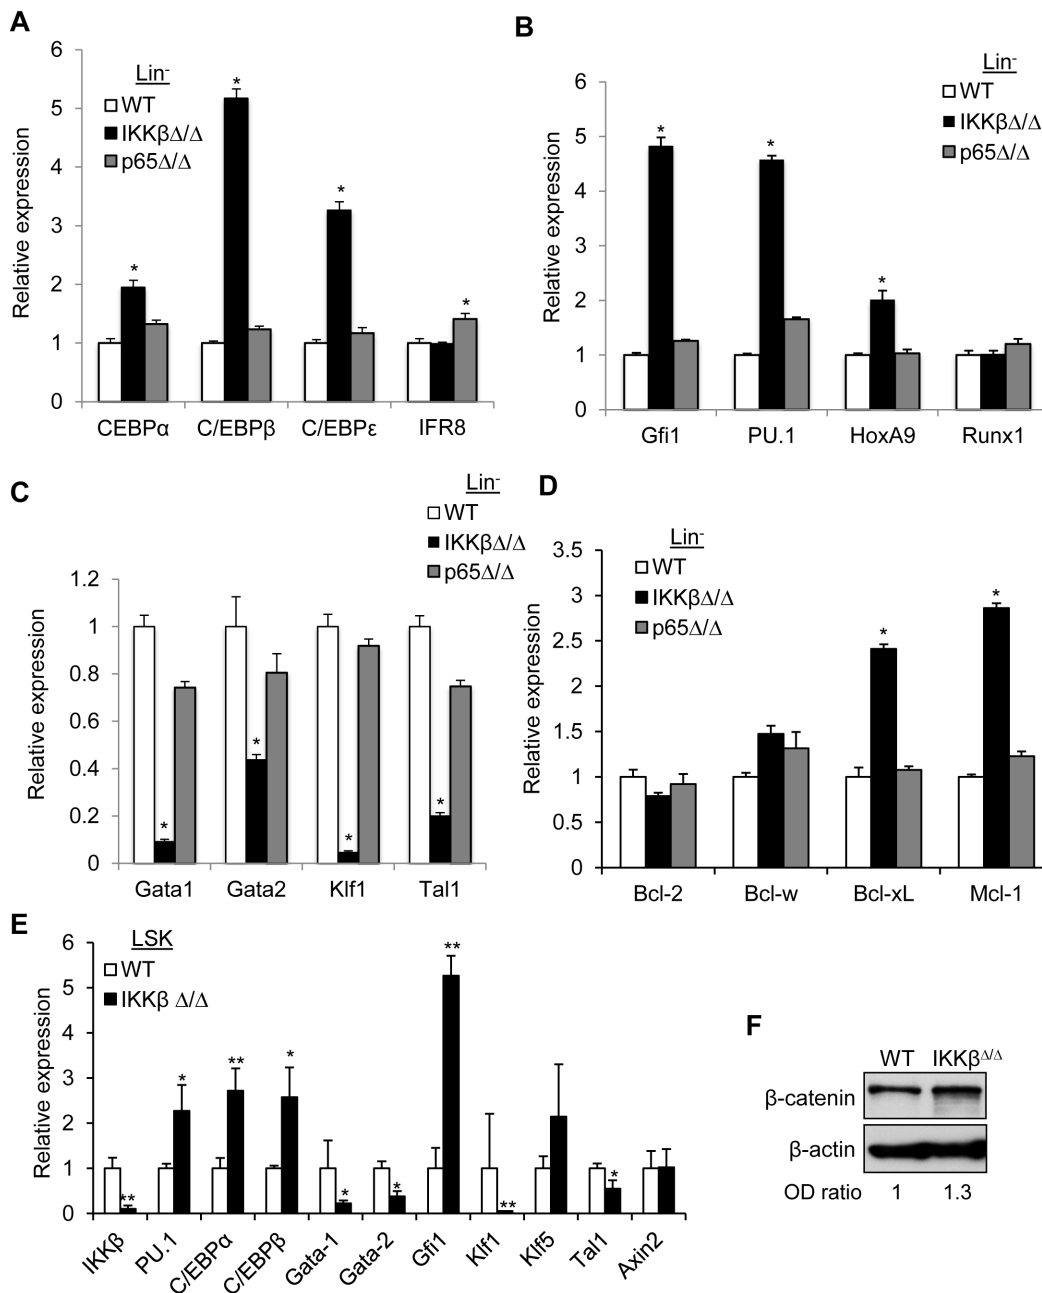 A
6
5
4
3
2
1
0
Relative expression
Lin-
WT
IKKβΔ/Δ
p65Δ/Δ
*
*
*
*
CEBPα
C/EBPβ
C/EBPε
IFR8
B
6
5
4
3
2
1
0
Relative expression
Lin-
WT
IKKβΔ/Δ
p65Δ/Δ
*
*
*
Gfi1
PU.1
HoxA9
Runx1
C
1.2
1
0.8
0.6
0.4
0.2
0
Relative expression
Lin-
WT
IKKβΔ/Δ
p65Δ/Δ
*
*
*
*
Gata1
Gata2
Klf1
Tal1
D
3.5
3
2.5
2
1.5
1
0.5
0
Relative expression
Lin-
WT
IKKβΔ/Δ
p65Δ/Δ
*
*
Bcl-2
Bcl-w
Bcl-xL
Mcl-1
E
6
5
4
3
2
1
0
Relative expression
LSK
WT
IKKβ Δ/Δ
**
*
**
*
*
*
**
**
*
IKKβ
PU.1
C/EBPα
C/EBPβ
Gata-1
Gata-2
Gfi1
Klf1
Klf5
Tal1
Axin2
F
WT IKKβΔ/Δ
β-catenin
β-actin
OD ratio 1 1.3